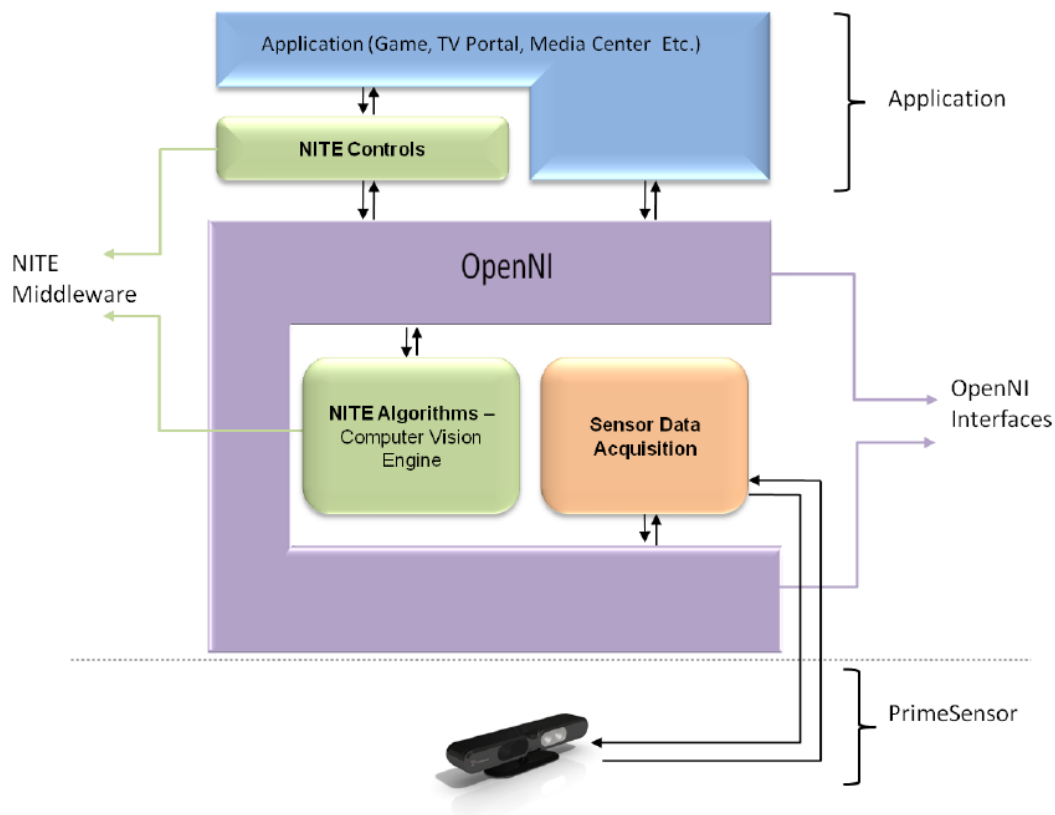 Application (Game, TV Portal, Media Center Etc.)
Application
NITE Controls
OpenNI
NITE
Middleware
NITE Algorithms –
Computer Vision
Engine
Sensor Data
Acquisition
OpenNI
Interfaces
PrimeSensor